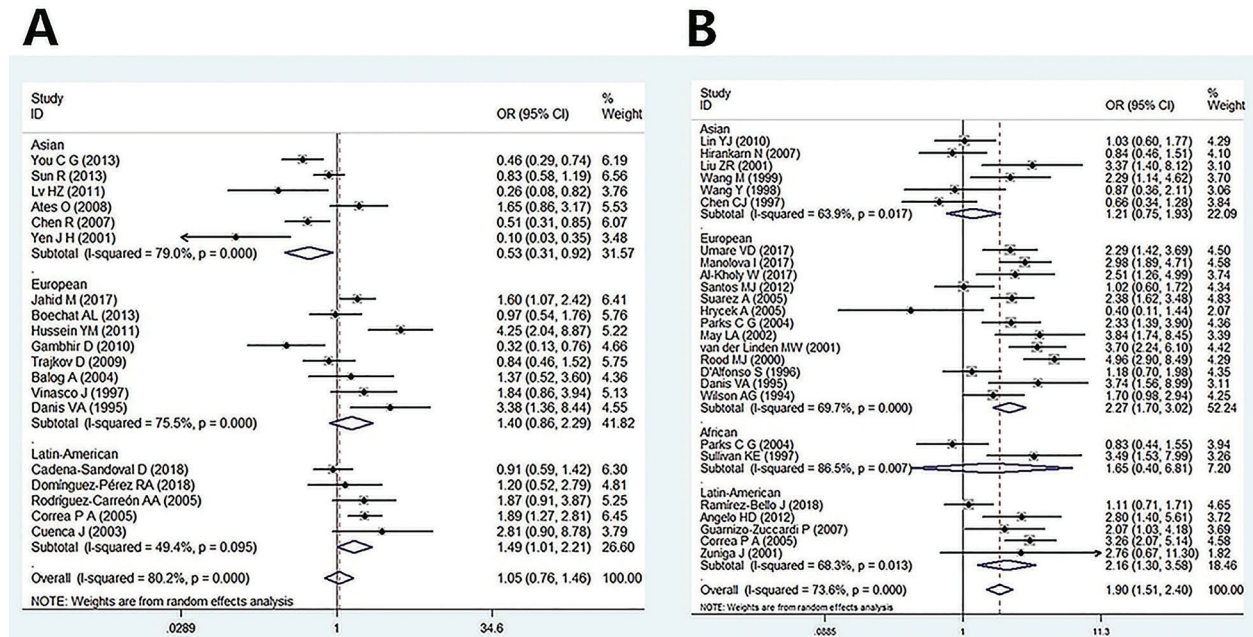 A
Study
ID
OR (95% CI)
%
Weight
Asian
You C G (2013) 0.46 (0.29, 0.74) 6.19
Sun R (2013) 0.83 (0.58, 1.19) 6.56
Lv HZ (2011) 0.26 (0.08, 0.82) 3.76
Ates O (2008) 1.65 (0.86, 3.17) 5.53
Chen R (2007) 0.51 (0.31, 0.85) 6.07
Yen J H (2001) 0.10 (0.03, 0.35) 3.48
Subtotal (I-squared = 79.0%, p = 0.000) 0.53 (0.31, 0.92) 31.57
.
European
Jahid M (2017) 1.60 (1.07, 2.42) 6.41
Boechat AL (2013) 0.97 (0.54, 1.76) 5.76
Hussein YM (2011) 4.25 (2.04, 8.87) 5.22
Gambhir D (2010) 0.32 (0.13, 0.76) 4.66
Trajkov D (2009) 0.84 (0.46, 1.52) 5.75
Balog A (2004) 1.37 (0.52, 3.60) 4.36
Vinasco J (1997) 1.84 (0.86, 3.94) 5.13
Danis VA (1995) 3.38 (1.36, 8.44) 4.55
Subtotal (I-squared = 75.5%, p = 0.000) 1.40 (0.86, 2.29) 41.82
.
Latin-American
Cadena-Sandoval D (2018) 0.91 (0.59, 1.42) 6.30
Domínguez-Pérez RA (2018) 1.20 (0.52, 2.79) 4.81
Rodríguez-Carreón AA (2005) 1.87 (0.91, 3.87) 5.25
Correa P A (2005) 1.89 (1.27, 2.81) 6.45
Cuenca J (2003) 2.81 (0.90, 8.78) 3.79
Subtotal (I-squared = 49.4%, p = 0.095) 1.49 (1.01, 2.21) 26.60
.
Overall (I-squared = 80.2%, p = 0.000) 1.05 (0.76, 1.46) 100.00
NOTE: Weights are from random effects analysis
.0289 1 34.6
B
Study
ID
OR (95% CI)
%
Weight
Asian
Lin YJ (2010) 1.03 (0.60, 1.77) 4.29
Hirankarn N (2007) 0.84 (0.46, 1.51) 4.10
Liu ZR (2001) 3.37 (1.40, 8.12) 3.10
Wang M (1999) 2.29 (1.14, 4.62) 3.70
Wang Y (1998) 0.87 (0.36, 2.11) 3.06
Chen CJ (1997) 0.66 (0.34, 1.28) 3.84
Subtotal (I-squared = 63.9%, p = 0.017) 1.21 (0.75, 1.93) 22.09
.
European
Umare VD (2017) 2.29 (1.42, 3.69) 4.50
Manolova I (2017) 2.98 (1.89, 4.71) 4.58
Al-Kholy W (2017) 2.51 (1.26, 4.99) 3.74
Santos MJ (2012) 1.02 (0.60, 1.72) 4.34
Suarez A (2005) 2.38 (1.62, 3.48) 4.83
Hrycek A (2005) 0.40 (0.11, 1.44) 2.07
Parks C G (2004) 2.33 (1.39, 3.90) 4.36
May LA (2002) 3.84 (1.74, 8.45) 3.39
van der Linden MW (2001) 3.70 (2.24, 6.10) 4.42
Rood MJ (2000) 4.96 (2.90, 8.49) 4.29
D'Alfonso S (1996) 1.18 (0.70, 1.98) 4.35
Danis VA (1995) 3.74 (1.56, 8.99) 3.11
Wilson AG (1994) 1.70 (0.98, 2.94) 4.25
Subtotal (I-squared = 69.7%, p = 0.000) 2.27 (1.70, 3.02) 52.24
.
African
Parks C G (2004) 0.83 (0.44, 1.55) 3.94
Sullivan KE (1997) 3.49 (1.53, 7.99) 3.26
Subtotal (I-squared = 86.5%, p = 0.007) 1.65 (0.40, 6.81) 7.20
.
Latin-American
Ramírez-Bello J (2018) 1.11 (0.71, 1.71) 4.65
Angelo HD (2012) 2.80 (1.40, 5.61) 3.72
Guarnizo-Zuccardi P (2007) 2.07 (1.03, 4.18) 3.69
Correa P A (2005) 3.26 (2.07, 5.14) 4.58
Zuniga J (2001) 2.76 (0.67, 11.30) 1.82
Subtotal (I-squared = 68.3%, p = 0.013) 2.16 (1.30, 3.58) 18.46
.
Overall (I-squared = 73.6%, p = 0.000) 1.90 (1.51, 2.40) 100.00
NOTE: Weights are from random effects analysis
.0885 1 11.3